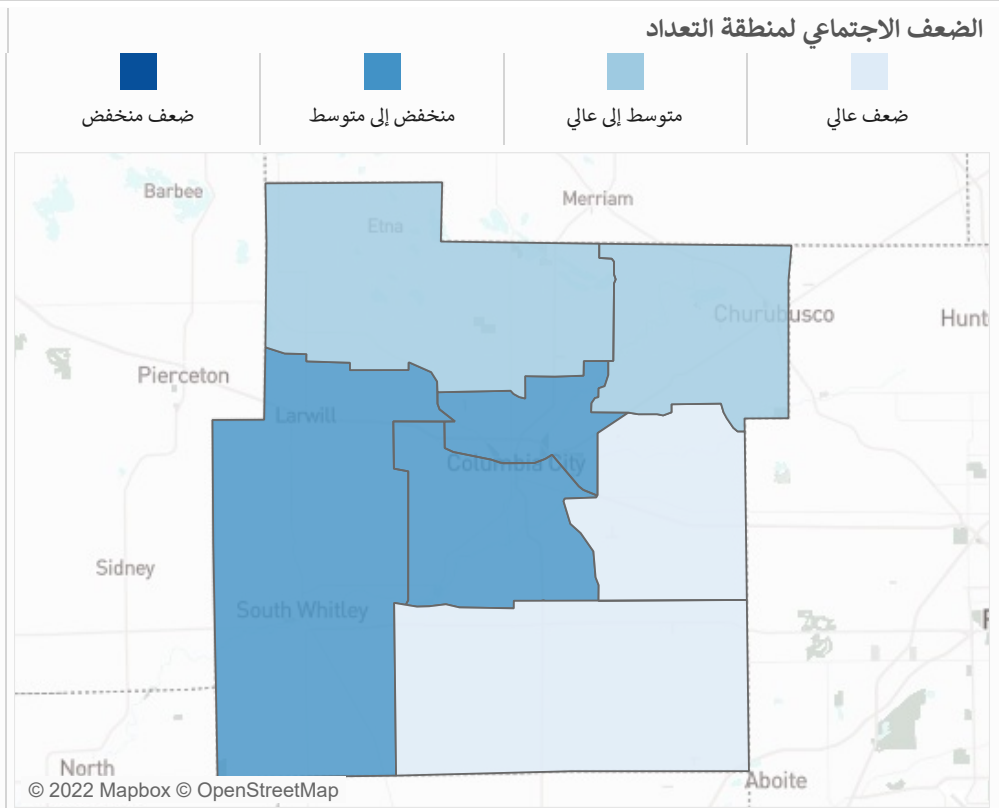 الضعف الاجتماعي لمنطقة التعداد
ضعف عالي
متوسط إلى عالي
منخفض إلى متوسط
ضعف منخفض
Barbee
Merriam
Etna
Churubusco
Hunt
Pierceton
Larwill
Columbia City
Sidney
South Whitley
North
Aboite
© 2022 Mapbox © OpenStreetMap